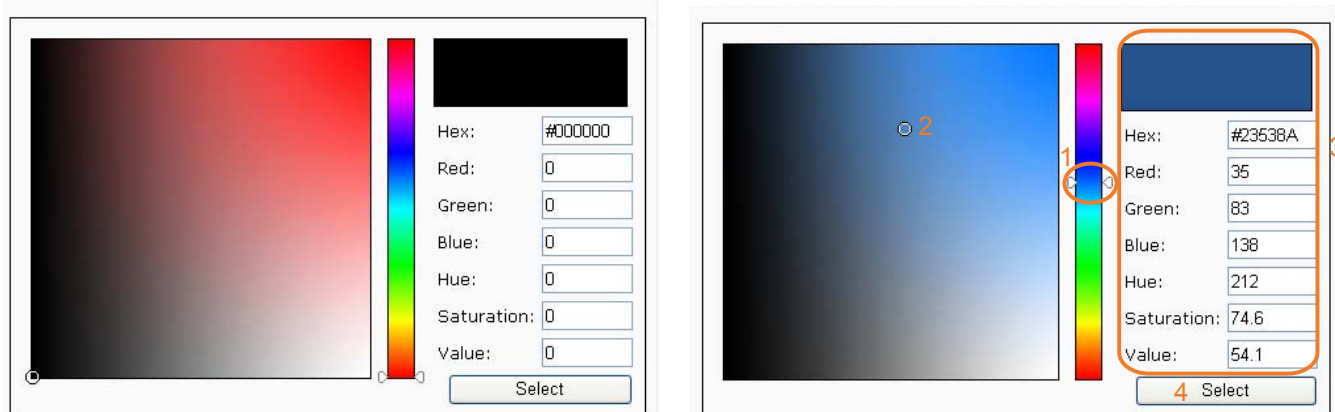 Hex: #000000
Red: 0
Green: 0
Blue: 0
Hue: 0
Saturation: 0
Value: 0
Select
2
1
Hex: #23538A
Red: 35
Green: 83
Blue: 138
Hue: 212
Saturation: 74.6
Value: 54.1
4 Select